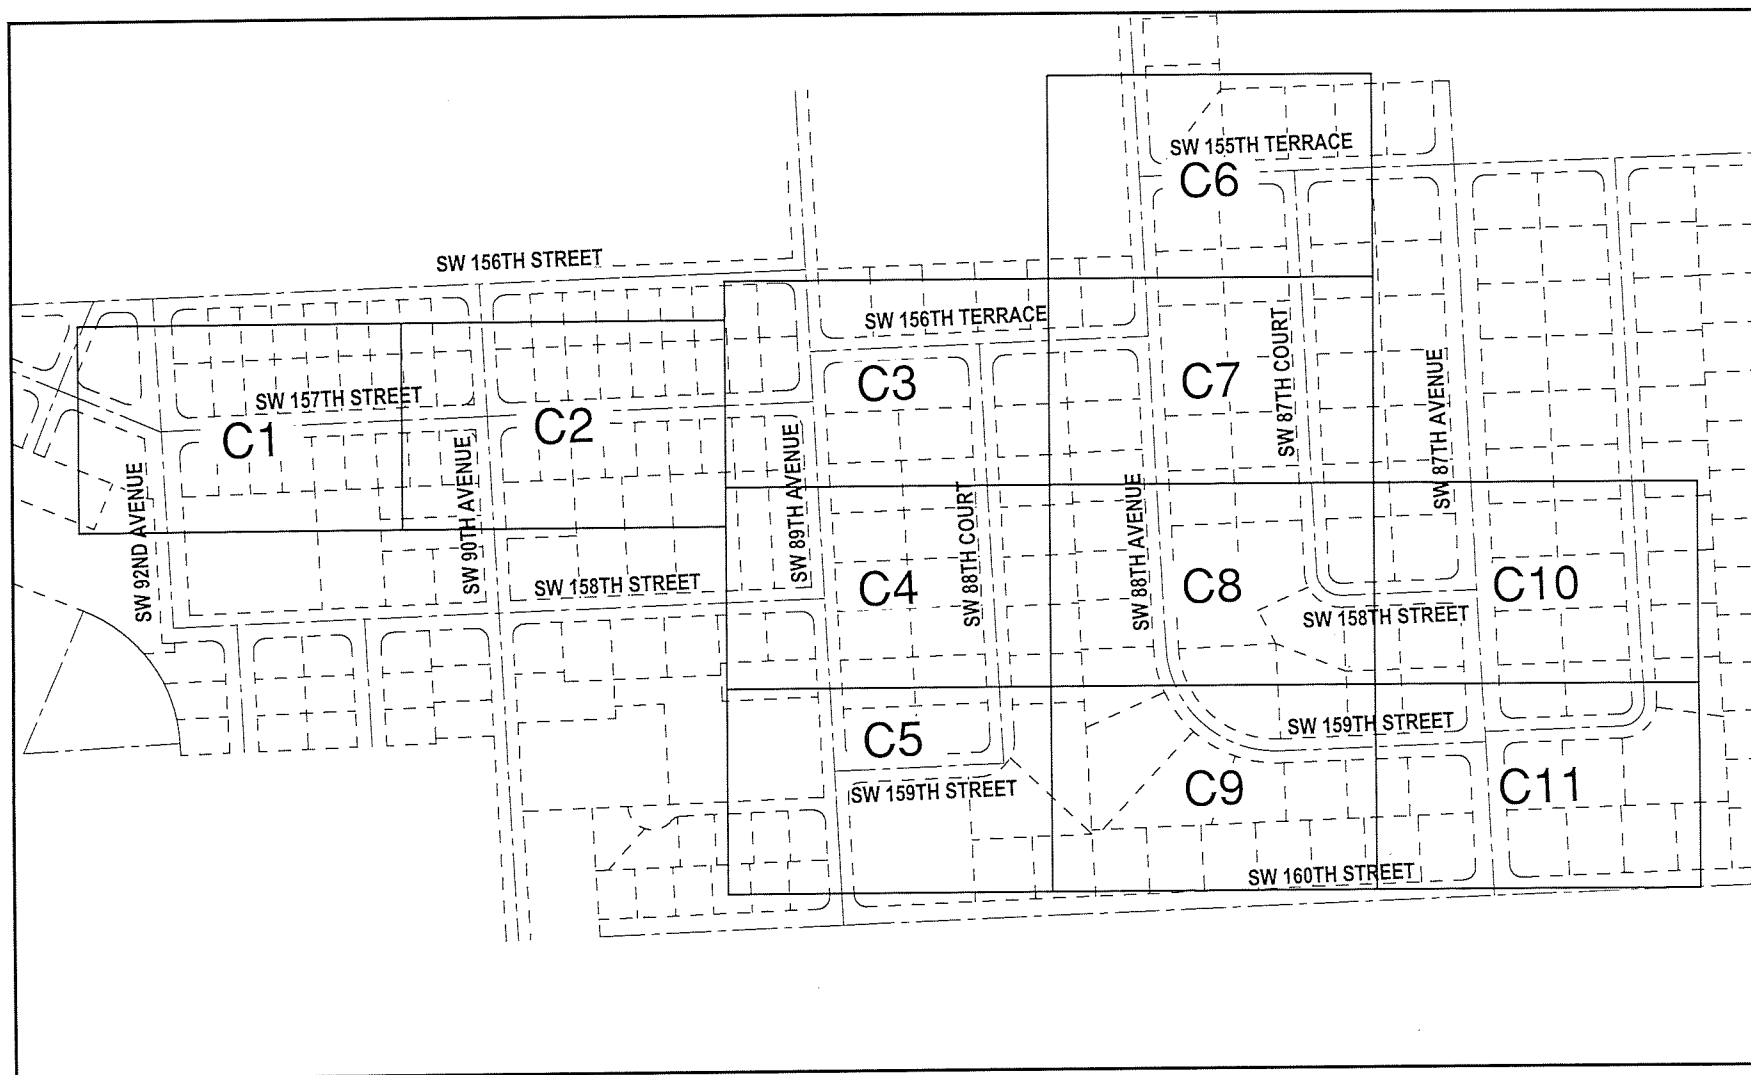 SW 155TH TERRACE
C6
SW 156TH STREET
SW 156TH TERRACE
C3
C7
SW 87TH COURT
SW 87TH AVENUE
SW 157TH STREET
C1
C2
SW 92ND AVENUE
SW 90TH AVENUE
SW 89TH AVENUE
SW 88TH COURT
SW 88TH AVENUE
SW 158TH STREET
C4
C8
C10
SW 158TH STREET
SW 159TH STREET
C5
SW 159TH STREET
C9
C11
SW 160TH STREET